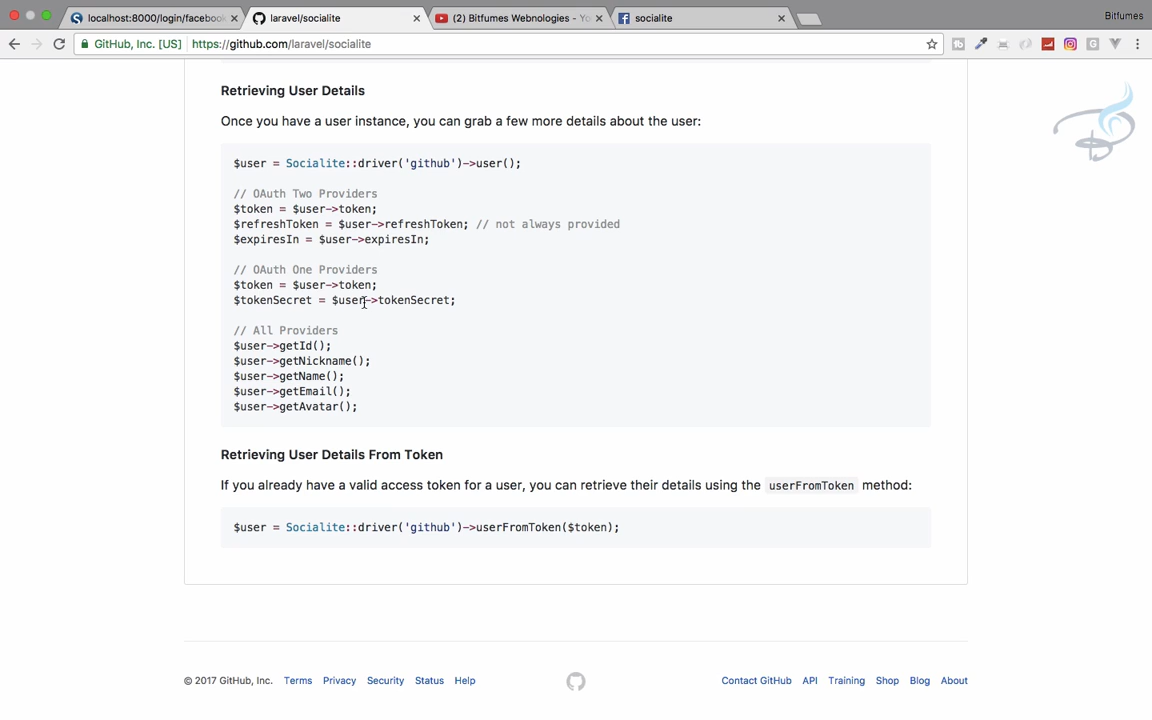 localhost:8000/login/facebook
laravel/socialite
(2) Bitfumes Webnologies - Yo
socialite
Bitfumes
GitHub, Inc. [US]
https://github.com/laravel/socialite
Retrieving User Details
Once you have a user instance, you can grab a few more details about the user:
$user = Socialite::driver('github')->user();
// OAuth Two Providers
$token = $user->token;
$refreshToken = $user->refreshToken; // not always provided
$expiresIn = $user->expiresIn;
// OAuth One Providers
$token = $user->token;
$tokenSecret = $user->tokenSecret;
// All Providers
$user->getId();
$user->getNickname();
$user->getName();
$user->getEmail();
$user->getAvatar();
Retrieving User Details From Token
If you already have a valid access token for a user, you can retrieve their details using the userFromToken method:
$user = Socialite::driver('github')->userFromToken($token);
© 2017 GitHub, Inc. Terms Privacy Security Status Help
Contact GitHub API Training Shop Blog About